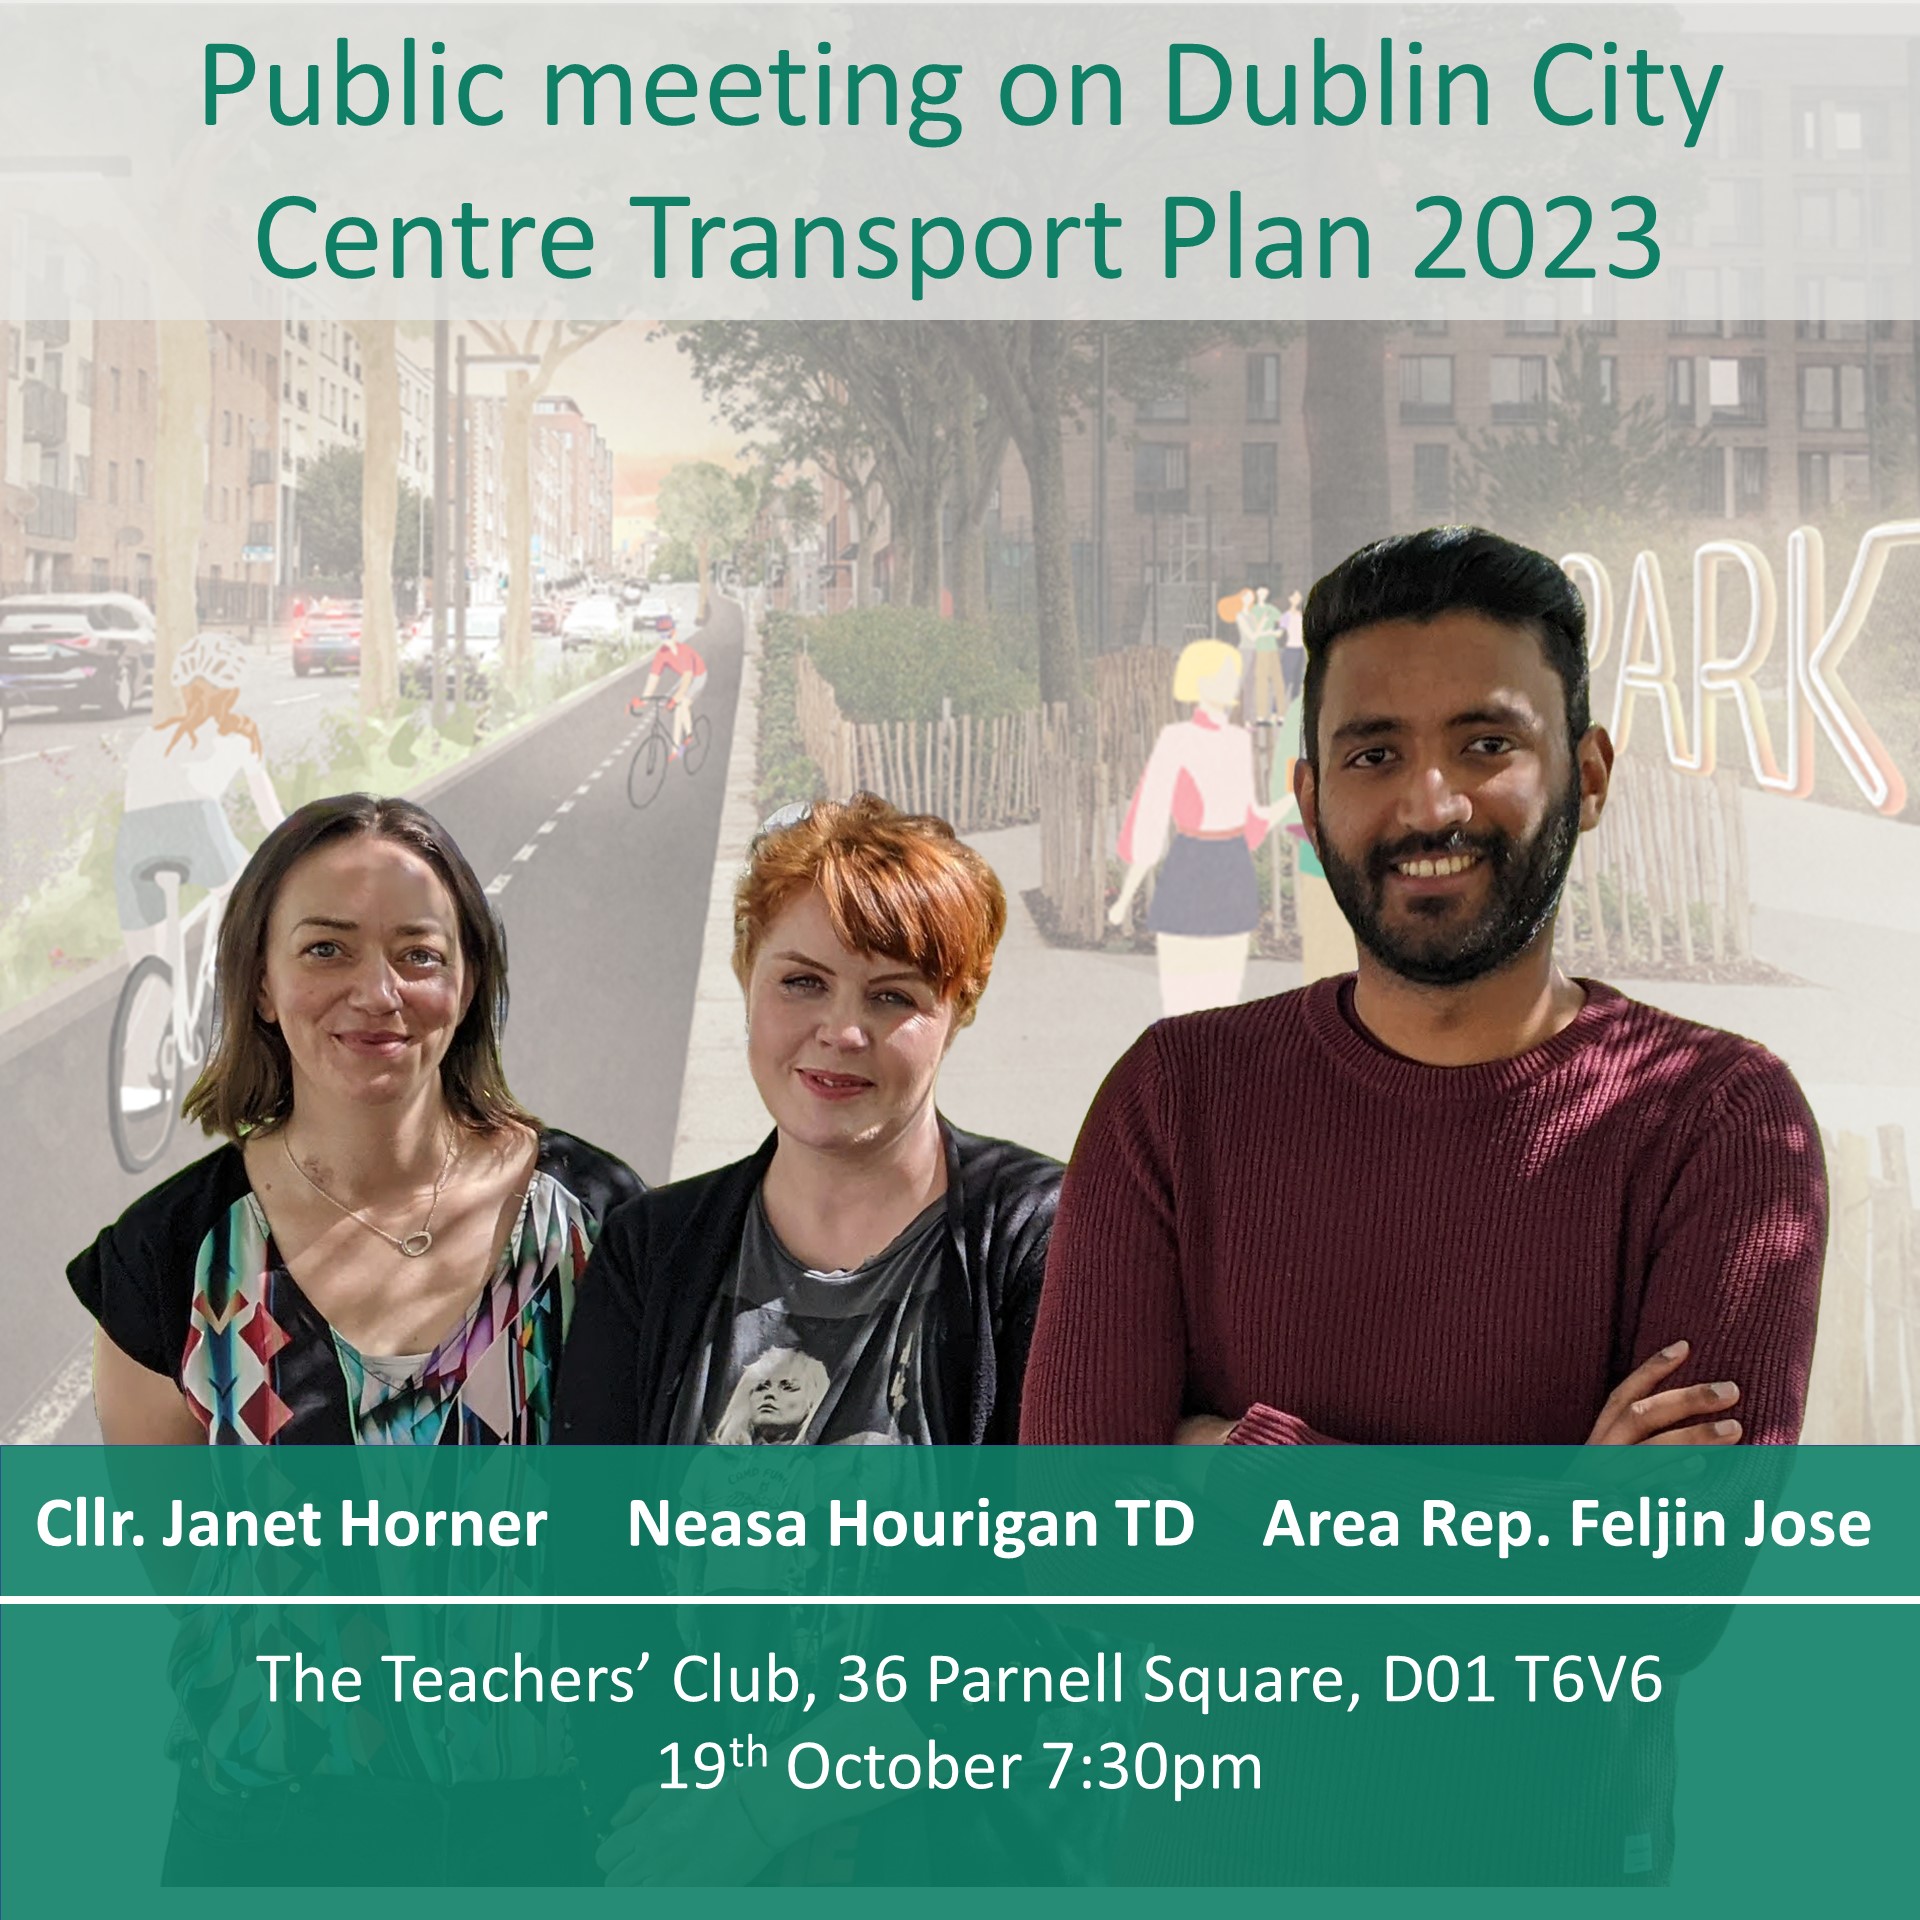 Public meeting on Dublin City
Centre Transport Plan 2023
PARK
Cllr. Janet Horner Neasa Hourigan TD Area Rep. Feljin Jose
The Teachers’ Club, 36 Parnell Square, D01 T6V6
19th October 7:30pm